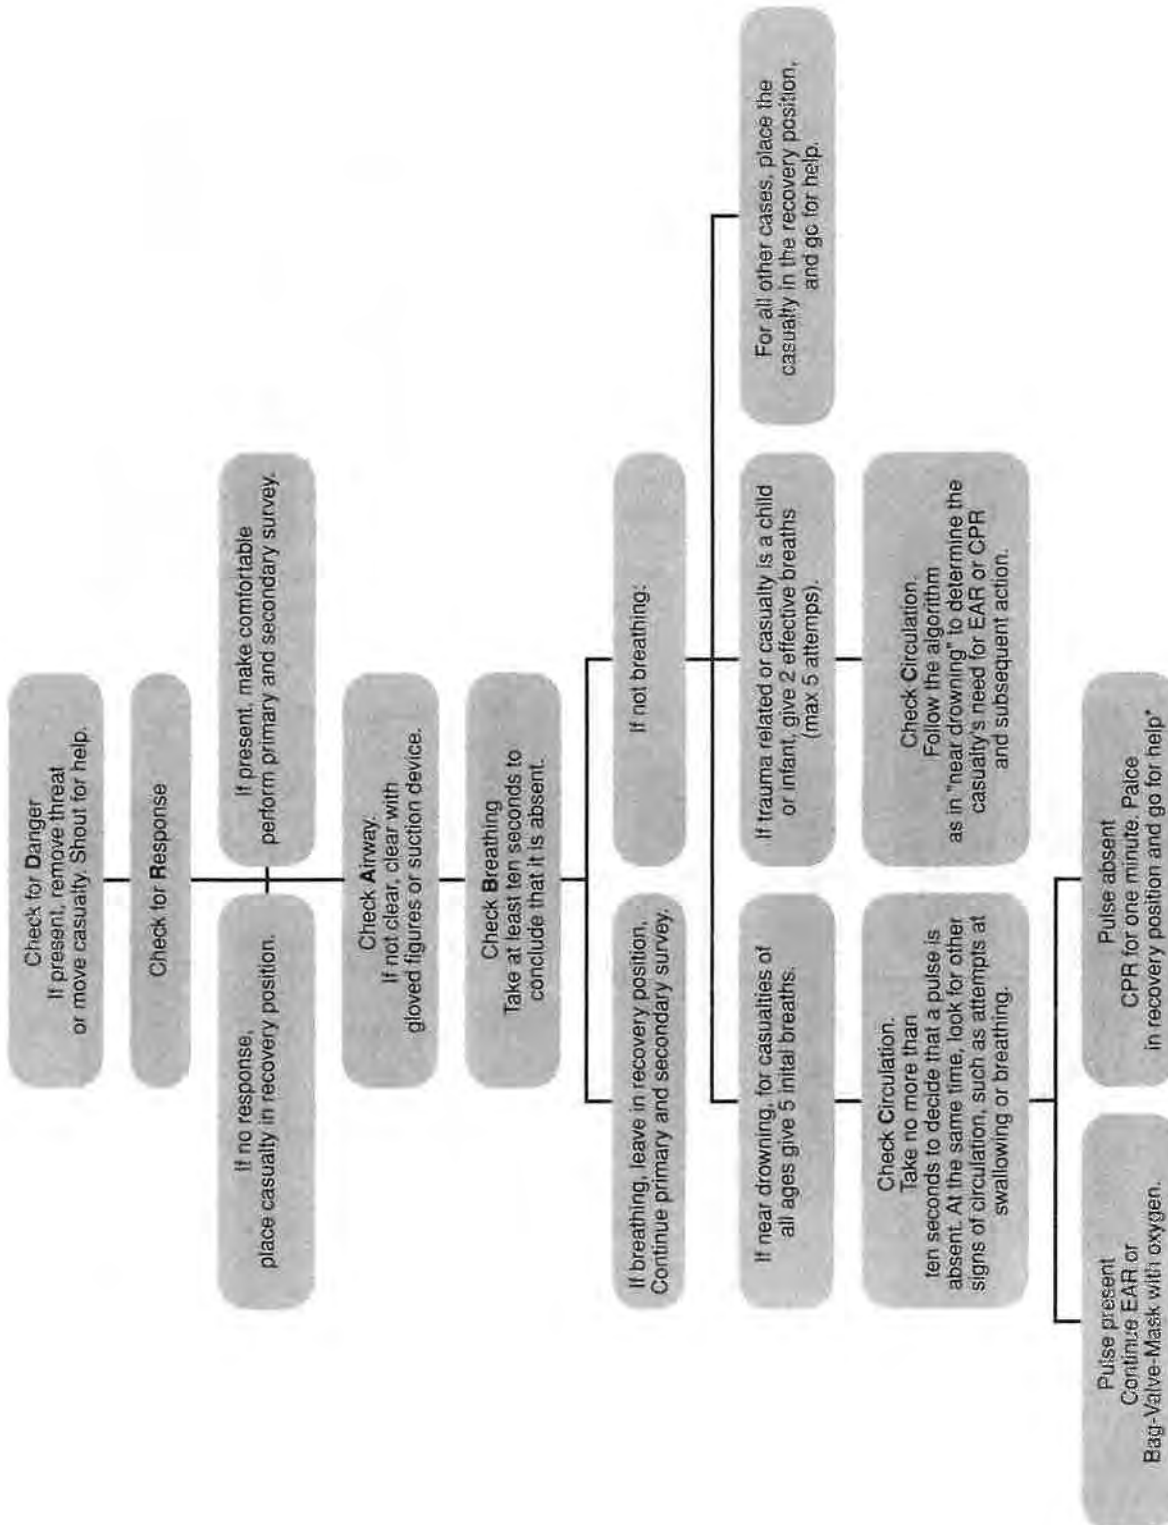 Check for Danger
If present, remove threat
or move casualty. Shout for help.
Check for Response
If no response,
place casualty in recovery position.
If present, make comfortable
perform primary and secondary survey.
Check Airway.
If not clear, clear with
gloved figures or suction device.
Check Breathing
Take at least ten seconds to
conclude that it is absent.
If breathing, leave in recovery position,
Continue primary and secondary survey.
If not breathing:
If near drowning, for casualties of
all ages give 5 inital breaths.
If trauma related or casualty is a child
or infant, give 2 effective breaths
(max 5 attemps).
For all other cases, place the
casualty in the recovery position,
and go for help.
Check Circulation.
Take no more than
ten seconds to decide that a pulse is
absent. At the same time, look for other
signs of circulation, such as attempts at
swallowing or breathing.
Check Circulation.
Follow the algorithm
as in "near drowning" to determine the
casualty's need for EAR or CPR
and subsequent action.
Pulse present
Continue EAR or
Bag-Valve-Mask with oxygen.
Pulse absent
CPR for one minute. Palce
in recovery position and go for help*